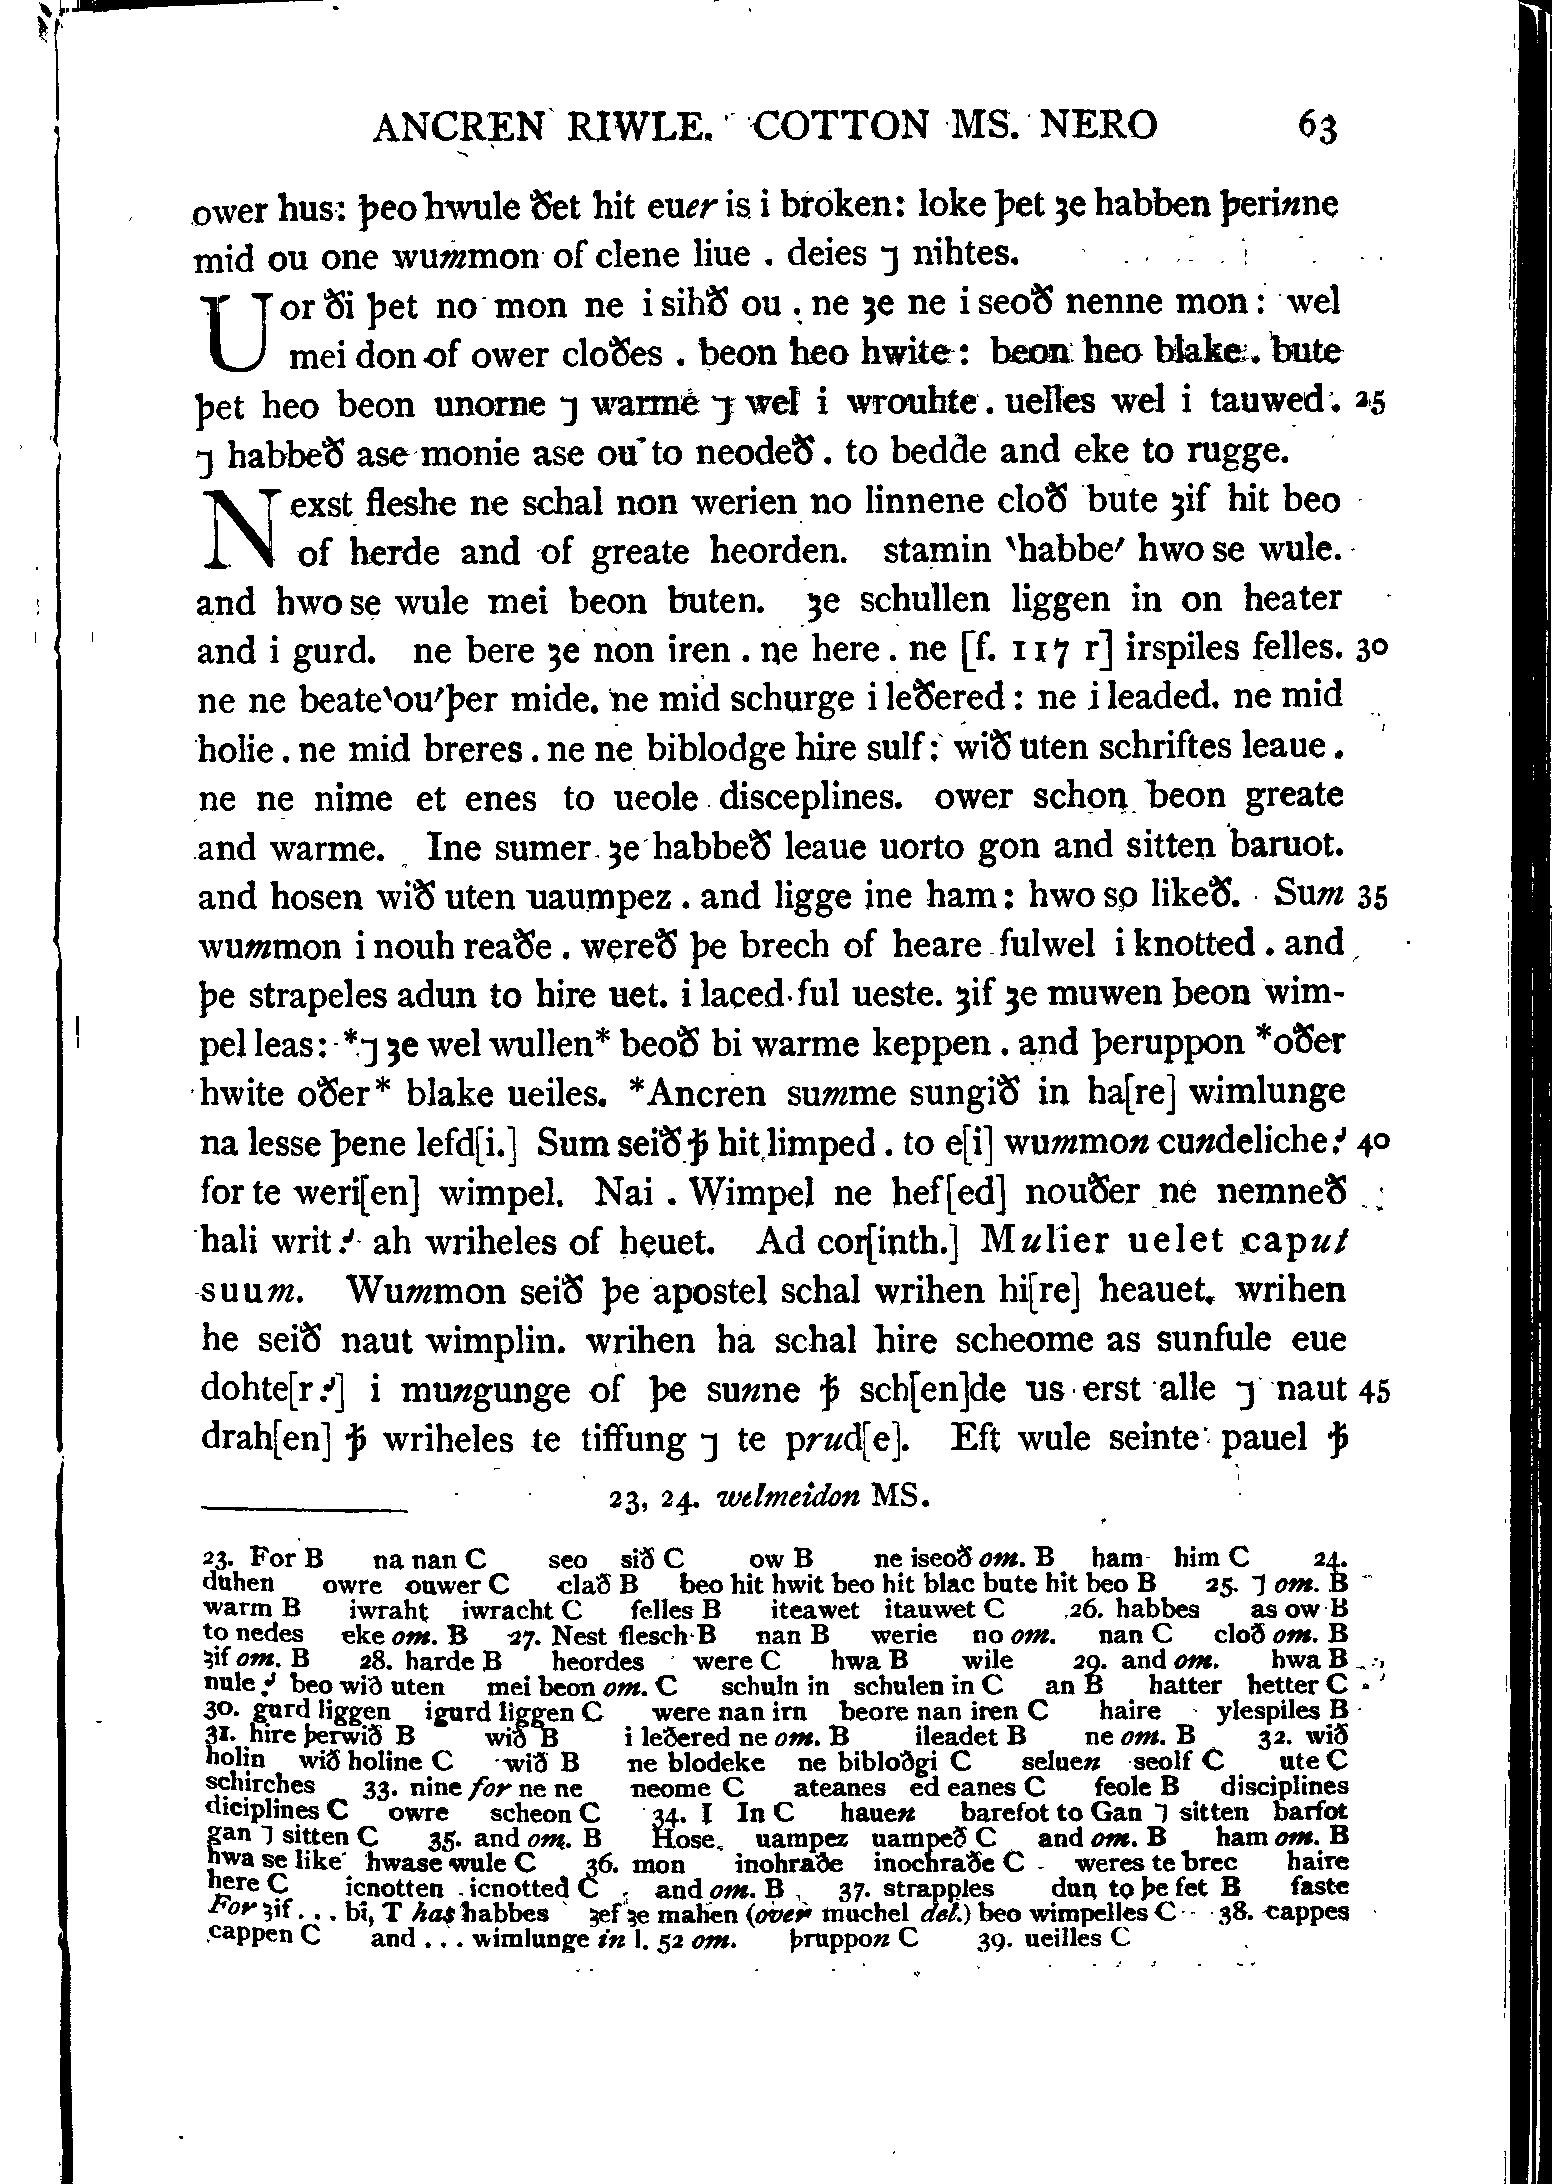 ANCREN RIWLE. COTTON MS. NERO 63
ower hus: þeo hwule ðet hit euer is i broken: loke þet ȝe habben þerinne
mid ou one wummon of clene liue . deies ⁊ nihtes.
Uor ði þet no mon ne i sihð ou . ne ȝe ne i seoð nenne mon: wel
mei don of ower cloðes . beon heo hwite: beon heo blake. bute
þet heo beon unorne ⁊ warme ⁊ wel i wrouhte . uelles wel i tauwed. 25
⁊ habbeð ase monie ase ou to neodeð . to bedde and eke to rugge.
Nexst fleshe ne schal non werien no linnene cloð bute ȝif hit beo
of herde and of greate heorden. stamin ‵habbe′ hwo se wule.
and hwo se wule mei beon buten. ȝe schullen liggen in on heater
and i gurd. ne bere ȝe non iren . ne here . ne [f. 117 r] irspiles felles. 30
ne ne beate‵ou′þer mide. ne mid schurge i leðered : ne i leaded. ne mid
holie . ne mid breres . ne ne biblodge hire sulf: wið uten schriftes leaue .
ne ne nime et enes to ueole disceplines. ower schon beon greate
and warme. Ine sumer ȝe habbeð leaue uorto gon and sitten baruot.
and hosen wið uten uaumpez . and ligge ine ham: hwo so likeð. Sum 35
wummon i nouh reaðe . wereð þe brech of heare fulwel i knotted . and
þe strapeles adun to hire uet. i laced ful ueste. ȝif ȝe muwen beon wim-
pel leas: *⁊ ȝe wel wullen* beoð bi warme keppen . and þeruppon *oðer
hwite oðer* blake ueiles. *Ancren summe sungið in ha[re] wimlunge
na lesse þene lefd[i.] Sum seið ꝥ hit limped . to e[i] wummon cundeliche.ꞌ 40
for te weri[en] wimpel. Nai . Wimpel ne hef[ed] nouðer ne nemneð
hali writ.ꞌ ah wriheles of heuet. Ad cor[inth.] Mulier uelet caput
suum. Wummon seið þe apostel schal wrihen hi[re] heauet. wrihen
he seið naut wimplin. wrihen ha schal hire scheome as sunfule eue
dohte[r.ꞌ] i mungunge of þe sunne ꝥ sch[en]de us erst alle ⁊ naut 45
drah[en] ꝥ wriheles te tiffung ⁊ te prud[e]. Eft wule seinte pauel ꝥ
23, 24. welmeidon MS.
23. For B na nan C seo sið C ow B ne iseoð om. B ham him C 24.
duhen owre ouwer C clað B beo hit hwit beo hit blac bute hit beo B 25. ⁊ om. B
warm B iwraht iwracht C felles B iteawet itauwet C 26. habbes as ow B
to nedes eke om. B 27. Nest flesch B nan B werie no om. nan C cloð om. B
ȝif om. B 28. harde B heordes were C hwa B wile 29. and om. hwa B
nule.ꞌ beo wið uten mei beon om. C schuln in schulen in C an B hatter hetter C
30. gurd liggen igurd liggen C were nan irn beore nan iren C haire ylespiles B
31. hire þerwið B wið B i leðered ne om. B ileadet B ne om. B 32. wið
holin wið holine C wið B ne blodeke ne bibloðgi C seluen seolf C ute C
schirches 33. nine for ne ne neome C ateanes ed eanes C feole B disciplines
diciplines C owre scheon C 34. I In C hauen barefot to Gan ⁊ sitten barfot
gan ⁊ sitten C 35. and om. B Hose, uampez uampeð C and om. B ham om. B
hwa se like hwase wule C 36. mon inohraðe inochraðe C weres te brec haire
here C icnotten icnotted C and om. B 37. strapples dun to þe fet B faste
For ȝif . . . bi, T has habbes ȝef ȝe mahen (over muchel del.) beo wimpelles C 38. cappes
cappen C and . . . wimlunge in l. 52 om. þruppon C 39. ueilles C